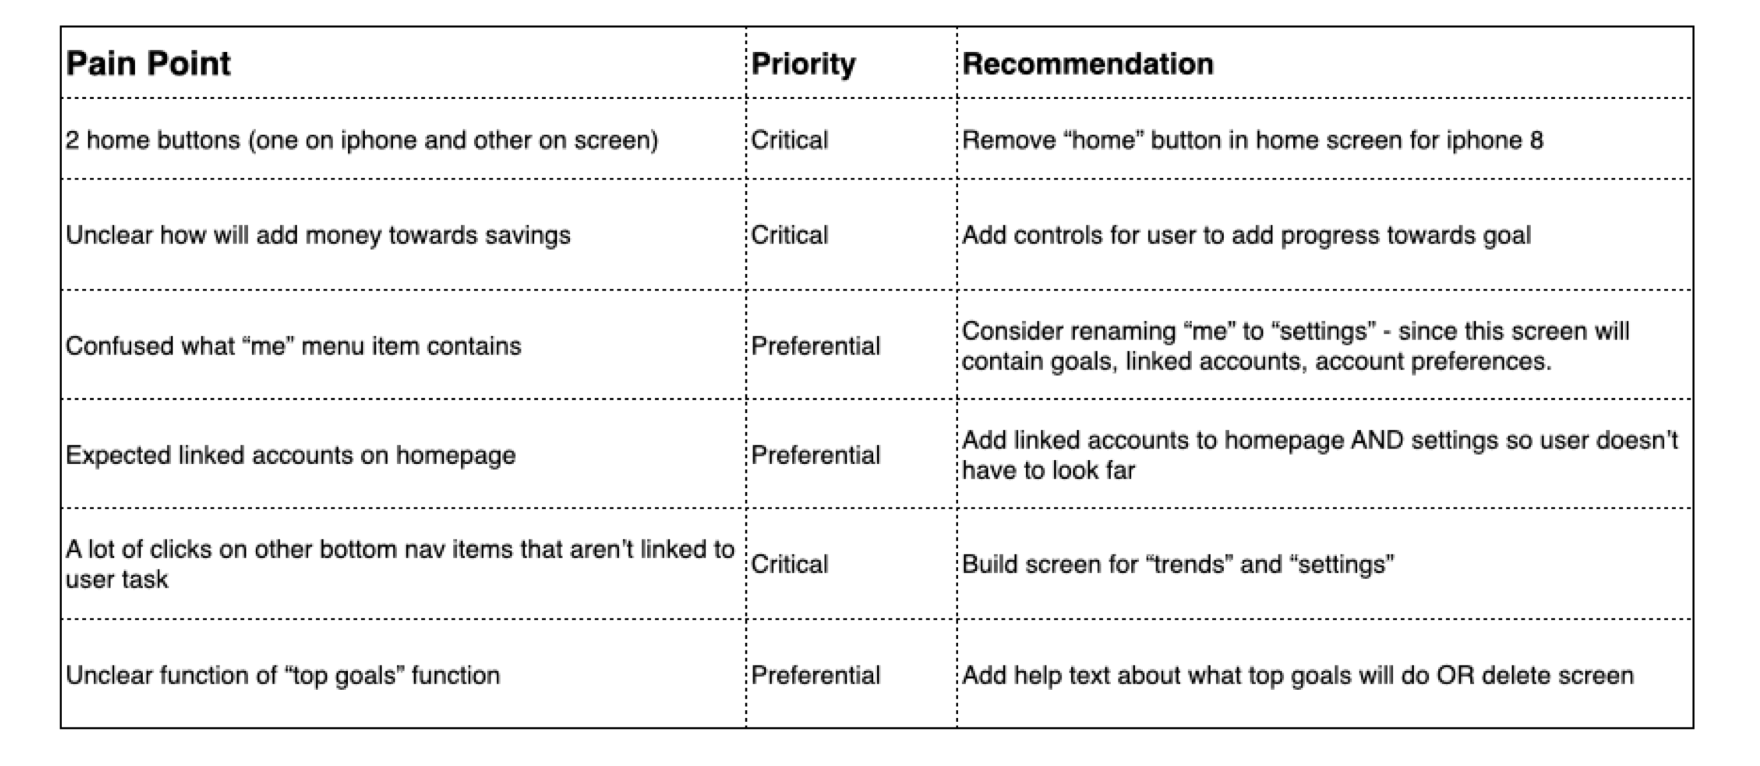 Pain Point Priority Recommendation
2 home buttons (one on iphone and other on screen) Critical Remove “home” button in home screen for iphone 8
Unclear how will add money towards savings Critical Add controls for user to add progress towards goal
Confused what “me” menu item contains Preferential Consider renaming “me” to “settings” - since this screen will
contain goals, linked accounts, account preferences.
Expected linked accounts on homepage Preferential Add linked accounts to homepage AND settings so user doesn’t
have to look far
A lot of clicks on other bottom nav items that aren’t linked to
user task Critical Build screen for “trends” and “settings”
Unclear function of “top goals” function Preferential Add help text about what top goals will do OR delete screen